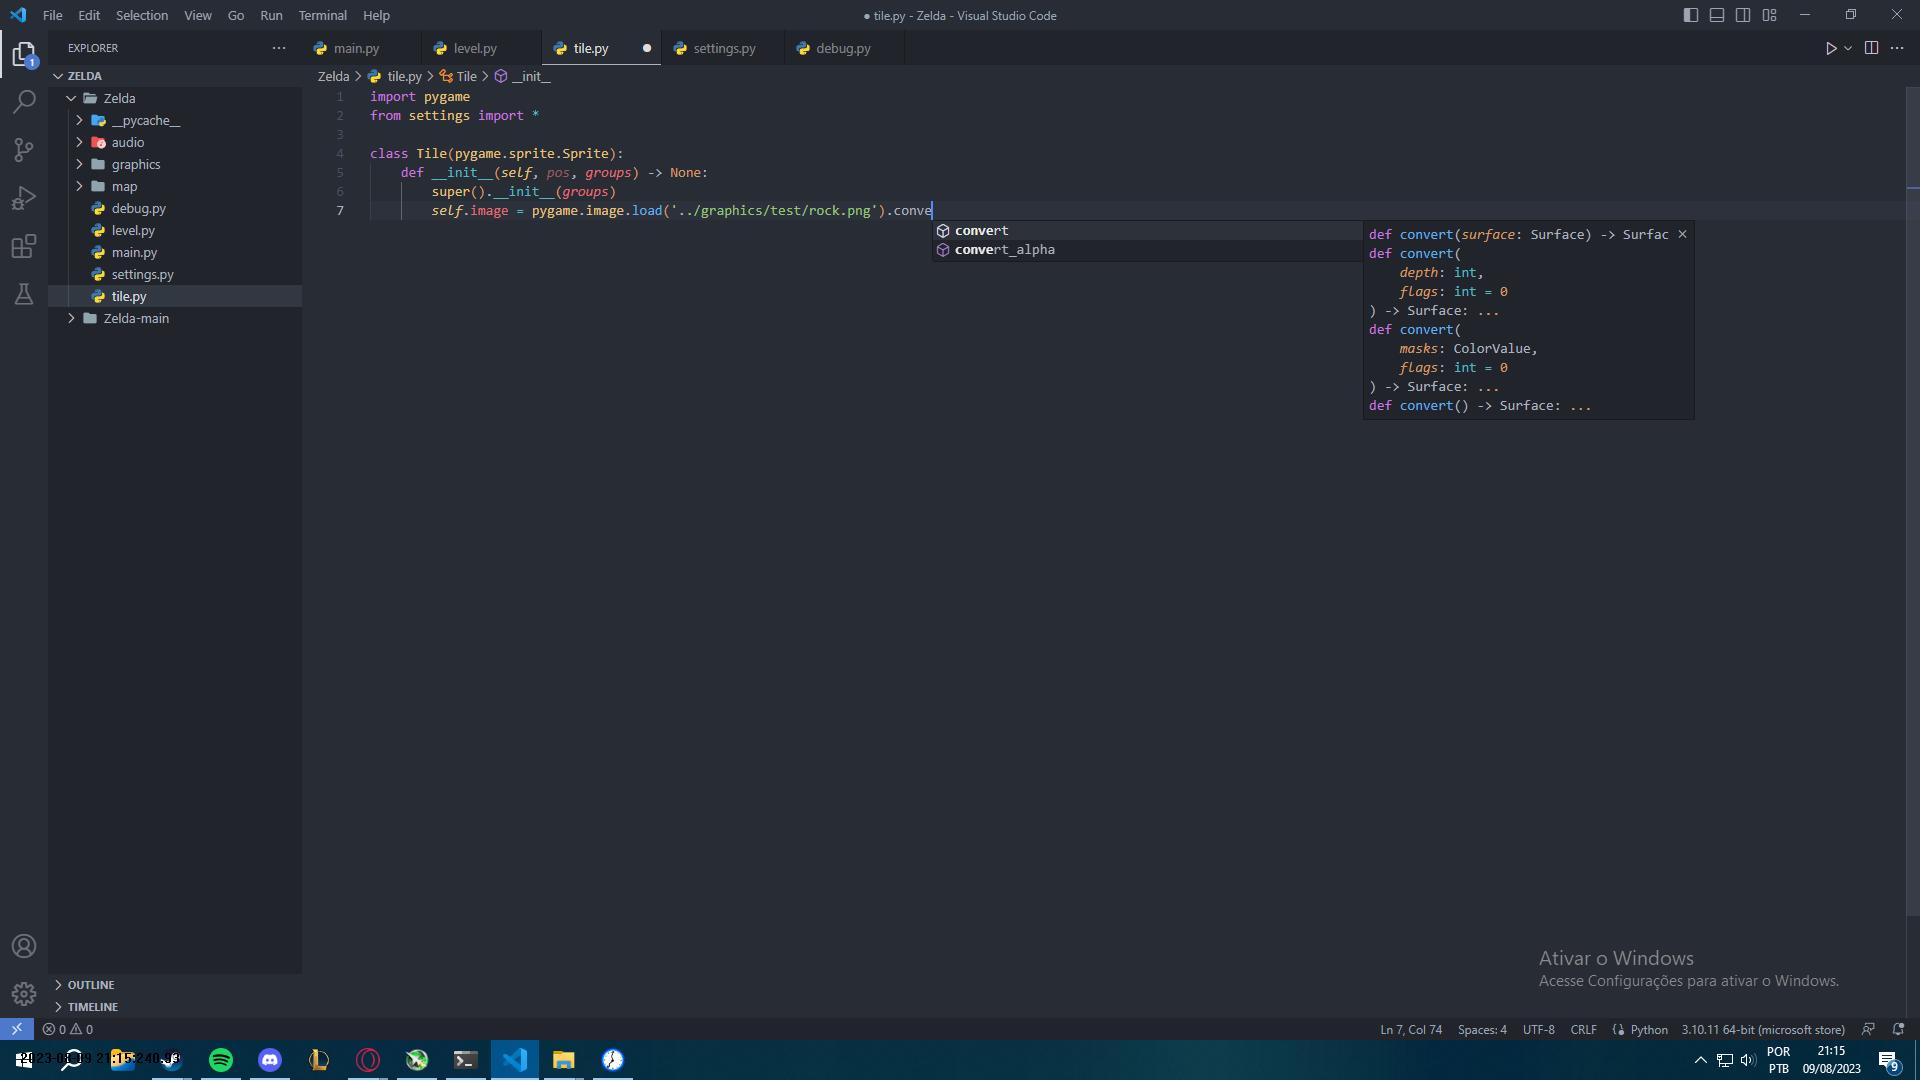 File Edit Selection View Go Run Terminal Help
● tile.py - Zelda - Visual Studio Code
EXPLORER
main.py
level.py
tile.py
settings.py
debug.py
1
ZELDA
Zelda
__pycache__
audio
graphics
map
debug.py
level.py
main.py
settings.py
tile.py
Zelda-main
OUTLINE
TIMELINE
Zelda > tile.py > Tile > __init__
1 import pygame
2 from settings import *
3
4 class Tile(pygame.sprite.Sprite):
5 def __init__(self, pos, groups) -> None:
6 super().__init__(groups)
7 self.image = pygame.image.load('../graphics/test/rock.png').conve
convert
convert_alpha
def convert(surface: Surface) -> Surfac
def convert(
depth: int,
flags: int = 0
) -> Surface: ...
def convert(
masks: ColorValue,
flags: int = 0
) -> Surface: ...
def convert() -> Surface: ...
Ativar o Windows
Acesse Configurações para ativar o Windows.
0 0
Ln 7, Col 74 Spaces: 4 UTF-8 CRLF Python 3.10.11 64-bit (microsoft store)
POR
PTB
21:15
09/08/2023
9